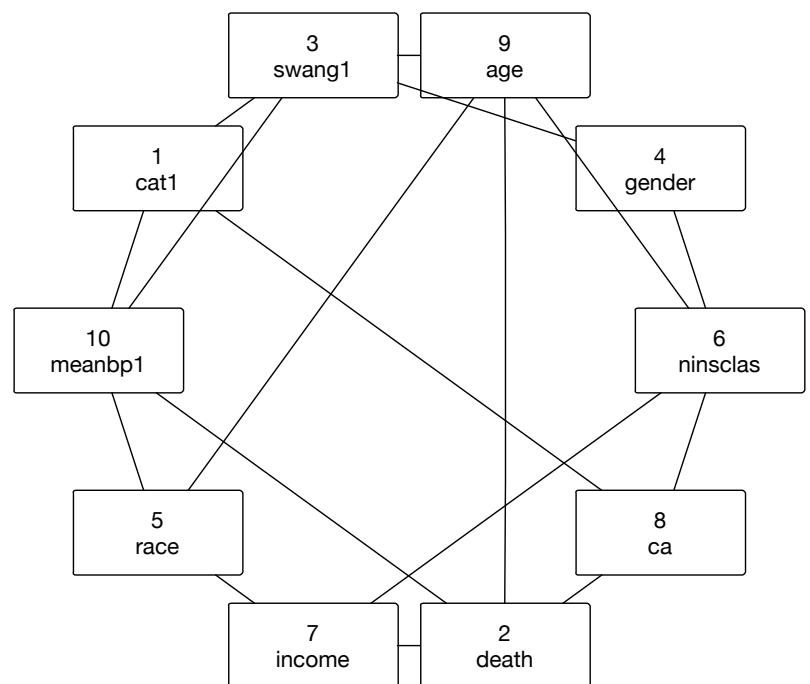 3
swang1
9
age
1
cat1
4
gender
10
meanbp1
6
ninsclas
5
race
8
ca
7
income
2
death